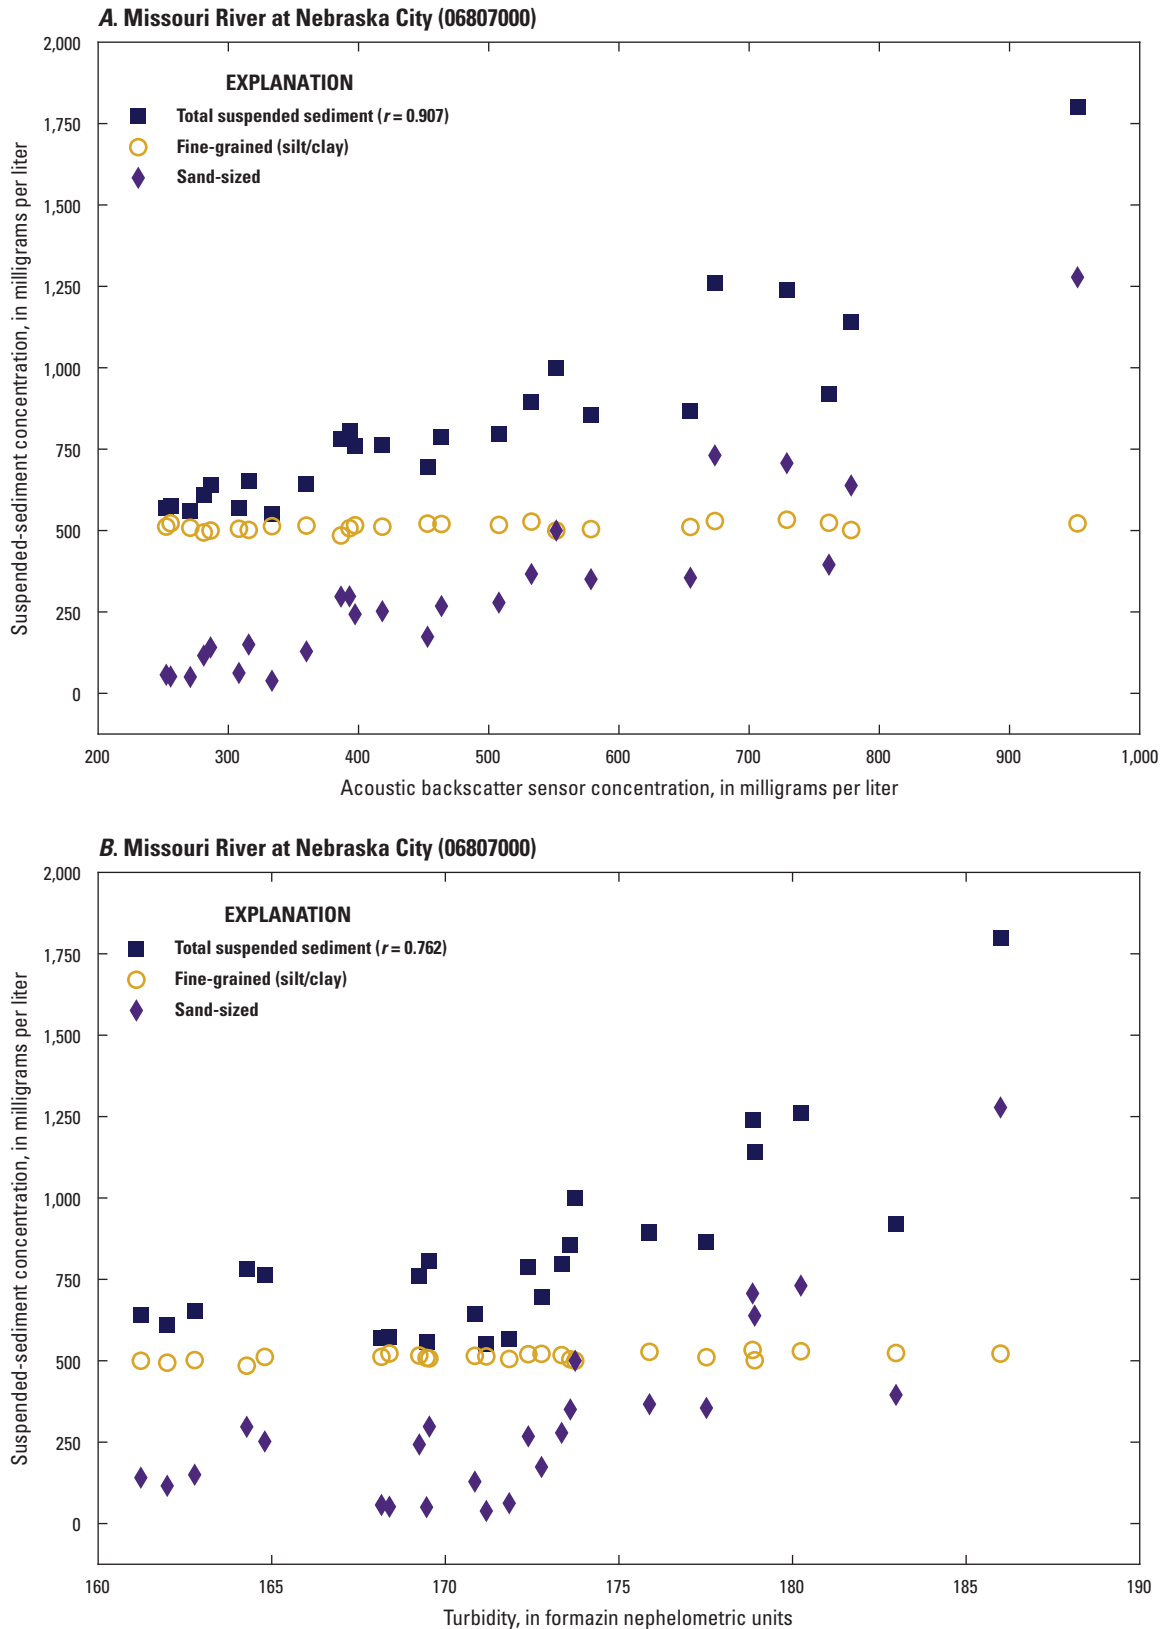 A. Missouri River at Nebraska City (06807000)
2,000
EXPLANATION
Total suspended sediment (r = 0.907)
1,750
Fine-grained (silt/clay)
Sand-sized
1,500
1,250
1,000
750
500
250
0
Suspended-sediment concentration, in milligrams per liter
200 300 400 500 600 700 800 900 1,000
Acoustic backscatter sensor concentration, in milligrams per liter
B. Missouri River at Nebraska City (06807000)
2,000
EXPLANATION
Total suspended sediment (r = 0.762)
1,750
Fine-grained (silt/clay)
Sand-sized
1,500
1,250
1,000
750
500
250
0
Suspended-sediment concentration, in milligrams per liter
160 165 170 175 180 185 190
Turbidity, in formazin nephelometric units